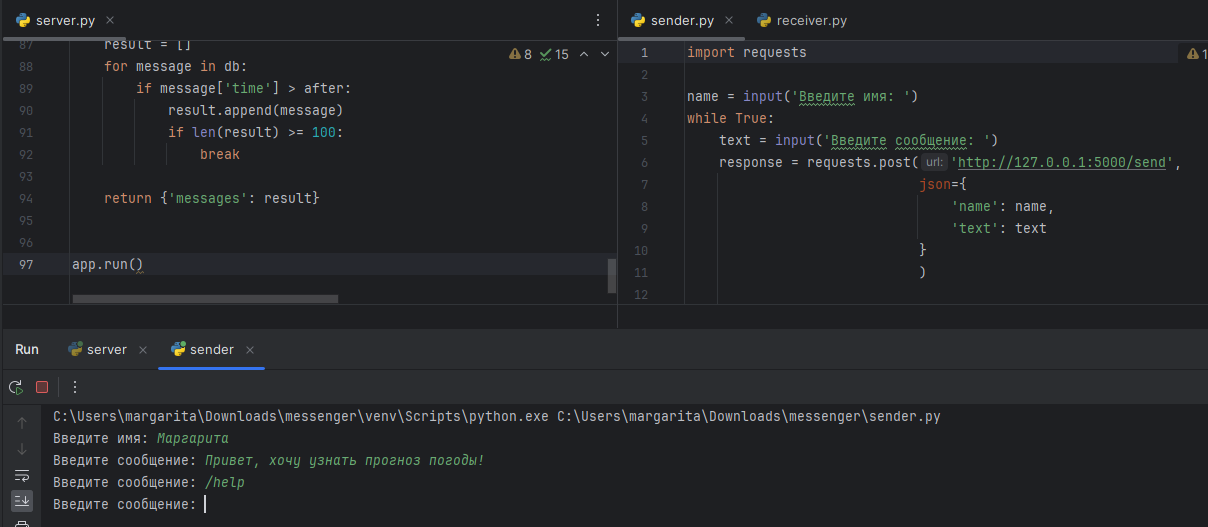 server.py
87 result = []
88 for message in db:
89 if message['time'] > after:
90 result.append(message)
91 if len(result) >= 100:
92 break
93
94 return {'messages': result}
95
96
97 app.run()
8 15
sender.py receiver.py
1 import requests
2
3 name = input('Введите имя: ')
4 while True:
5 text = input('Введите сообщение: ')
6 response = requests.post( url: 'http://127.0.0.1:5000/send',
7 json={
8 'name': name,
9 'text': text
10 }
11 )
12
1
Run server sender
C:\Users\margarita\Downloads\messenger\venv\Scripts\python.exe C:\Users\margarita\Downloads\messenger\sender.py
Введите имя: Маргарита
Введите сообщение: Привет, хочу узнать прогноз погоды!
Введите сообщение: /help
Введите сообщение: